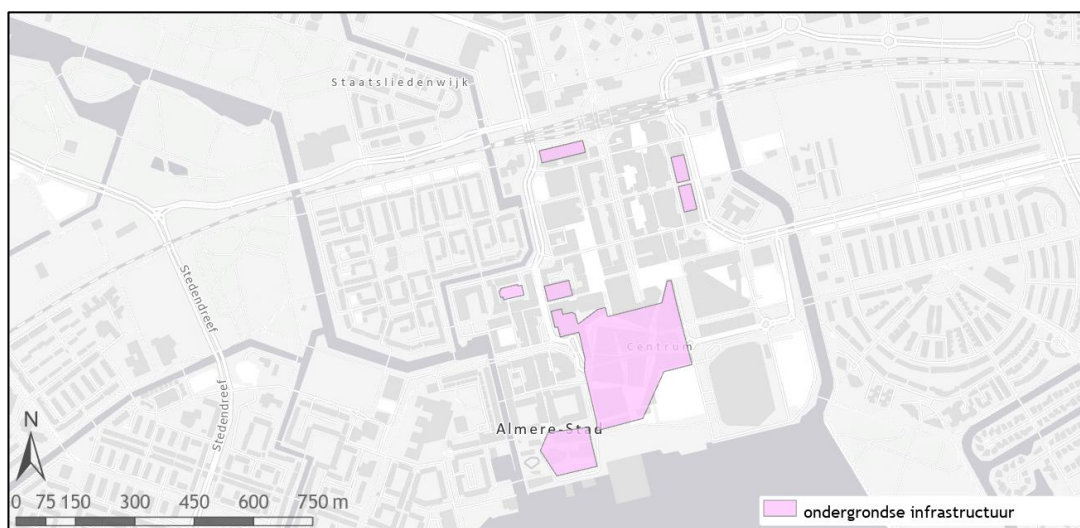 Staatsliedenwijk
Stedendreef
Centrum
Stedendreef
Almere-Stad
N
0 75 150 300 450 600 750 m
ondergrondse infrastructuur